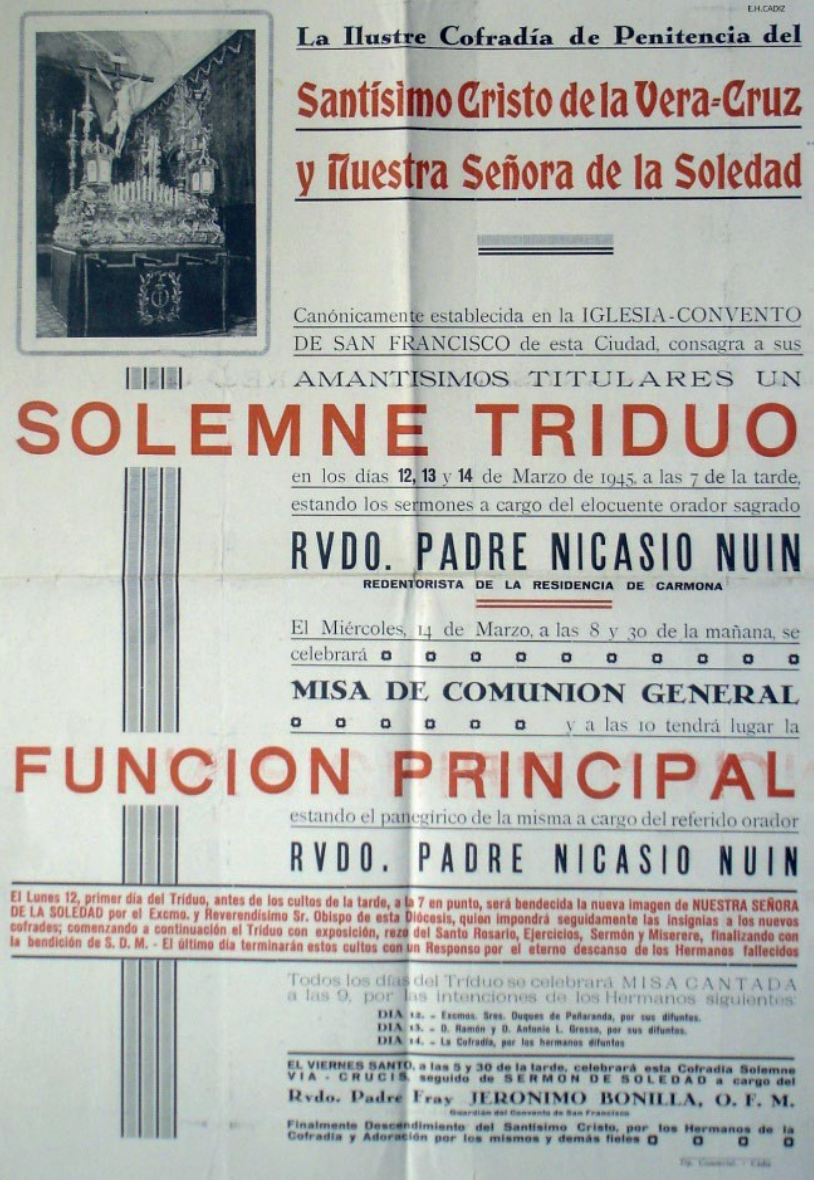 E.H.CADIZ
La Ilustre Cofradía de Penitencia del
Santísimo Cristo de la Vera=Cruz
y Nuestra Señora de la Soledad
Canónicamente establecida en la IGLESIA-CONVENTO
DE SAN FRANCISCO de esta Ciudad, consagra a sus
AMANTISIMOS TITULARES UN
SOLEMNE TRIDUO
en los días 12, 13 y 14 de Marzo de 1945, a las 7 de la tarde,
estando los sermones a cargo del elocuente orador sagrado
RVDO. PADRE NICASIO NUIN
REDENTORISTA DE LA RESIDENCIA DE CARMONA
El Miércoles, 14 de Marzo, a las 8 y 30 de la mañana, se
celebrará
MISA DE COMUNION GENERAL
y a las 10 tendrá lugar la
FUNCION PRINCIPAL
estando el panegírico de la misma a cargo del referido orador
RVDO. PADRE NICASIO NUIN
El Lunes 12, primer día del Tríduo, antes de los cultos de la tarde, a la 7 en punto, será bendecida la nueva imagen de NUESTRA SEÑORA
DE LA SOLEDAD por el Excmo. y Reverendísimo Sr. Obispo de esta Diócesis, quien impondrá seguidamente las insignias a los nuevos
cofrades; comenzando a continuación el Tríduo con exposición, rezo del Santo Rosario, Ejercicios, Sermón y Miserere, finalizando con
la bendición de S. D. M. - El último día terminarán estos cultos con un Responso por el eterno descanso de los Hermanos fallecidos
Todos los días del Tríduo se celebrará MISA CANTADA
a las 9, por las intenciones de los Hermanos siguientes:
DIA 12. - Excmos. Sres. Duques de Peñaranda, por sus difuntos.
DIA 13. - D. Ramón y D. Antonio L. Grosso, por sus difuntos.
DIA 14. - La Cofradía, por los hermanos difuntos
EL VIERNES SANTO, a las 5 y 30 de la tarde, celebrará esta Cofradía Solemne
VIA - CRUCIS, seguido de SERMON DE SOLEDAD a cargo del
Rvdo. Padre Fray JERONIMO BONILLA, O. F. M.
Guardián del Convento de San Francisco
Finalmente Descendimiento del Santísimo Cristo, por los Hermanos de la
Cofradía y Adoración por los mismos y demás fieles
Tip. Comercial. - Cádiz